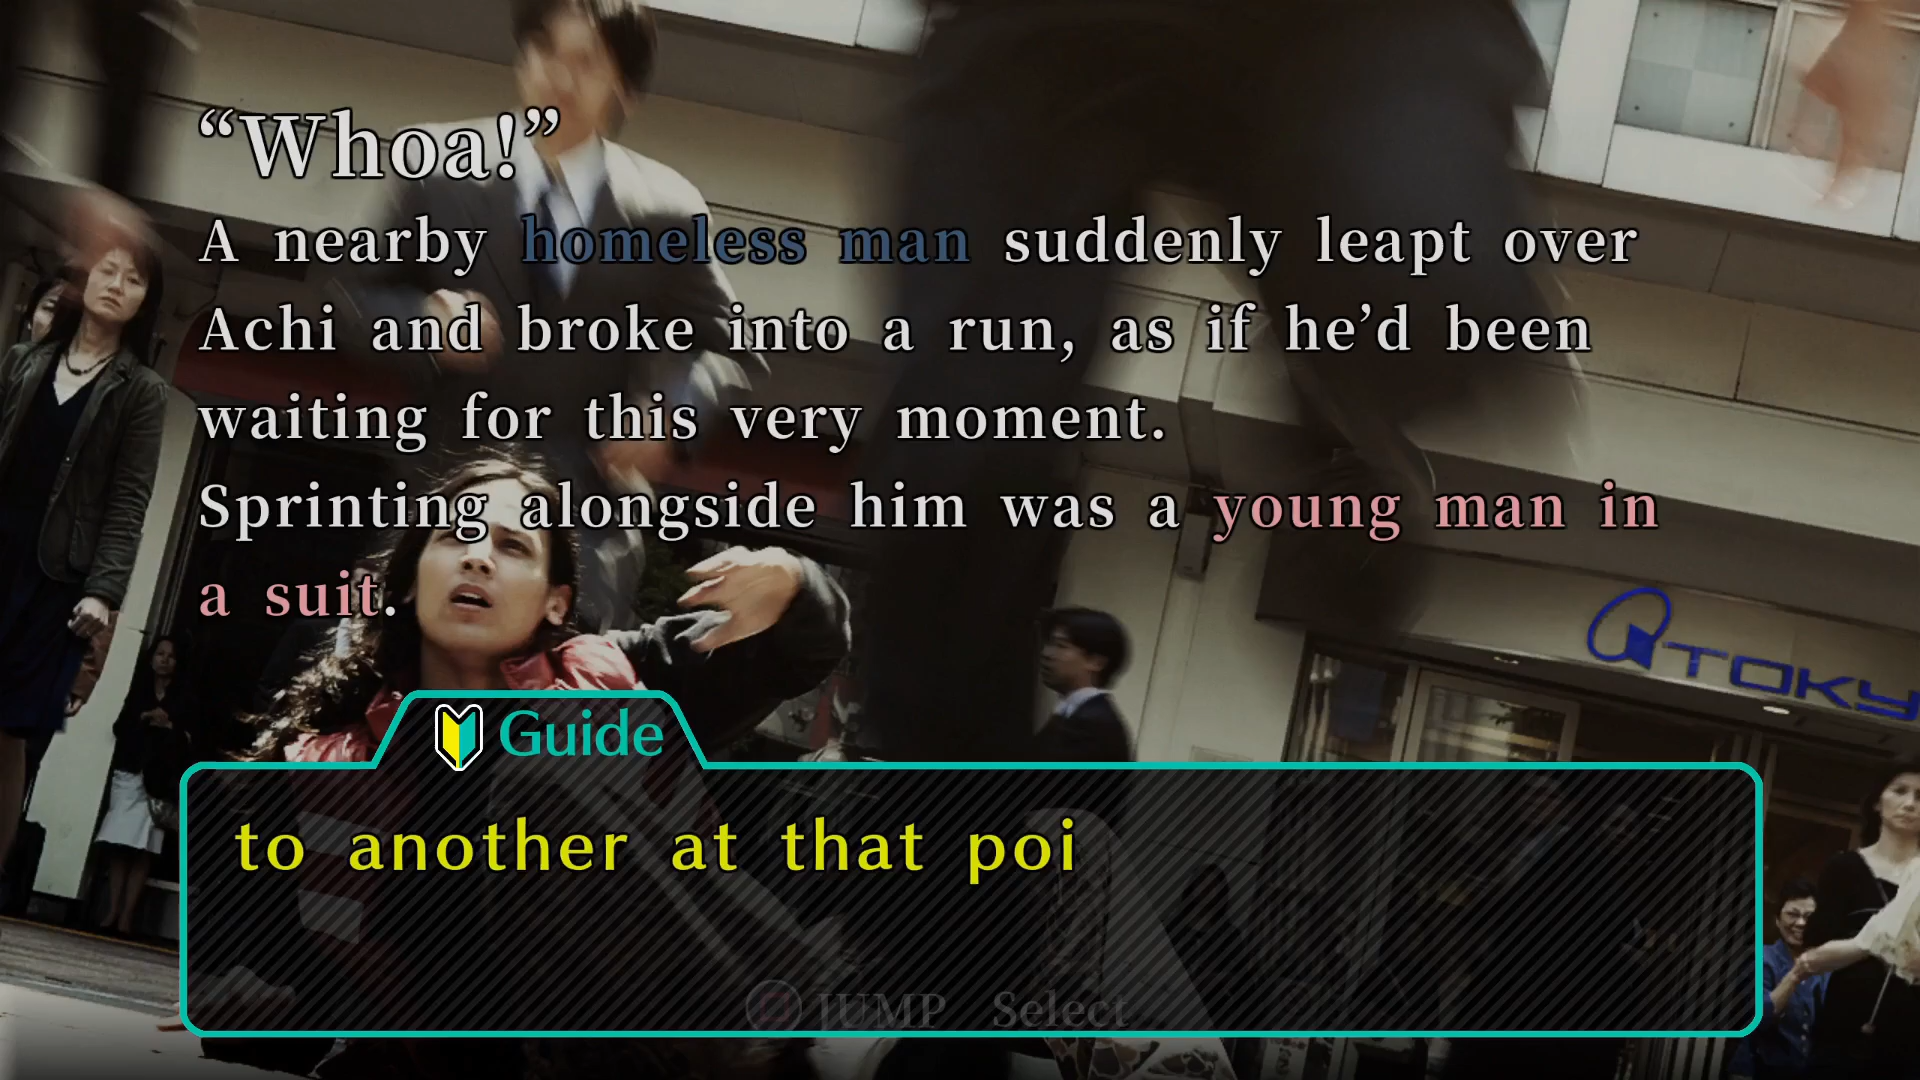 “Whoa!”
A nearby homeless man suddenly leapt over
Achi and broke into a run, as if he’d been
waiting for this very moment.
Sprinting alongside him was a young man in
a suit.
TOKY
Guide
to another at that poi
JUMP Select